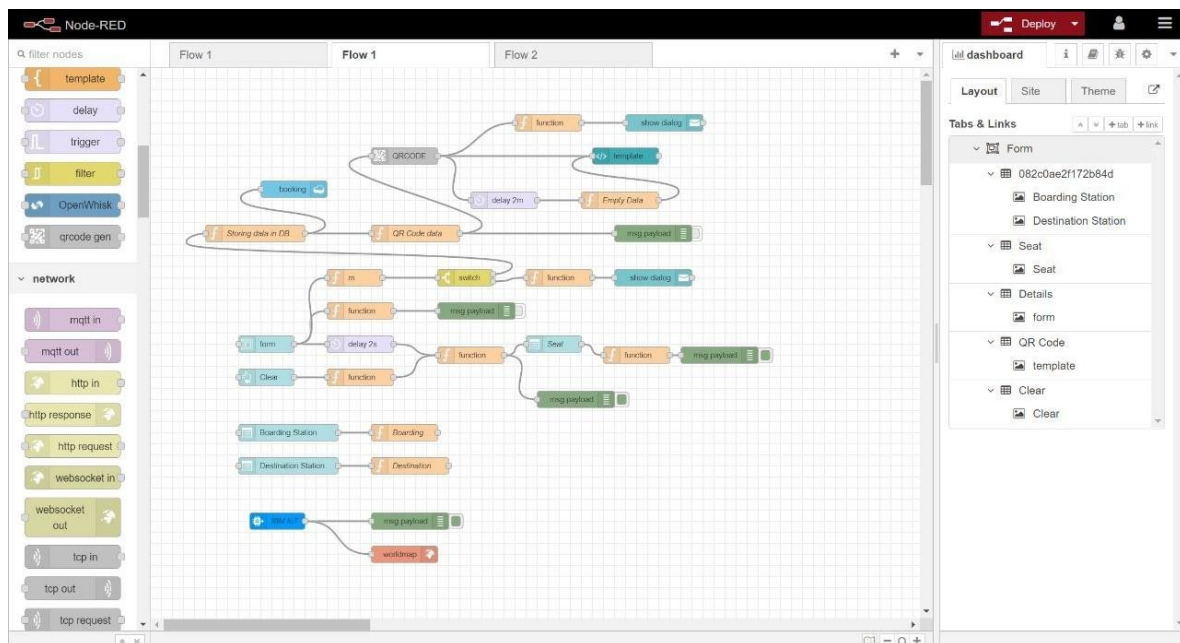 Node-RED
Deploy
filter nodes
Flow 1
Flow 1
Flow 2
dashboard
i
template
delay
trigger
filter
OpenWhisk
qrcode gen
network
mqtt in
mqtt out
http in
http response
http request
websocket in
websocket
out
tcp in
tcp out
tcp request
function
show dialog
QRCODE
template
booking
delay 2m
Empty Data
Storing data in DB
QR Code data
msg.payload
m
switch
function
show dialog
function
msg.payload
form
delay 2s
function
Seat
function
msg.payload
Clear
function
msg.payload
Boarding Station
Boarding
Destination Station
Destination
IBM IoT
msg.payload
worldmap
Layout
Site
Theme
Tabs & Links
tab
link
Form
082c0ae2f172b84d
Boarding Station
Destination Station
Seat
Seat
Details
form
QR Code
template
Clear
Clear